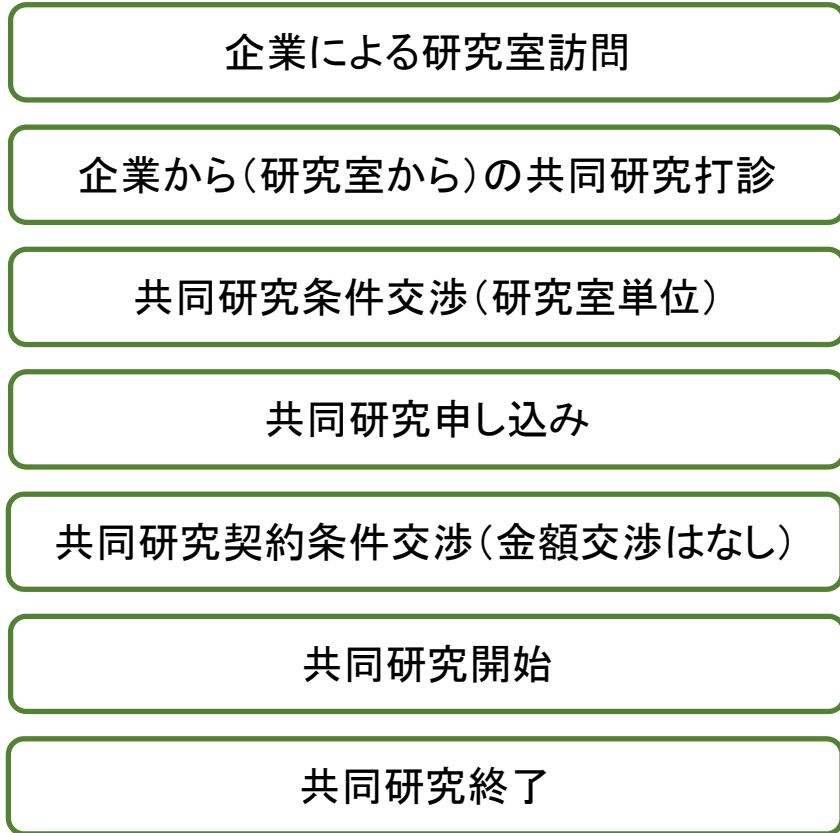 企業による研究室訪問
企業から（研究室から）の共同研究打診
共同研究条件交渉（研究室単位）
共同研究申し込み
共同研究契約条件交渉（金額交渉はなし）
共同研究開始
共同研究終了